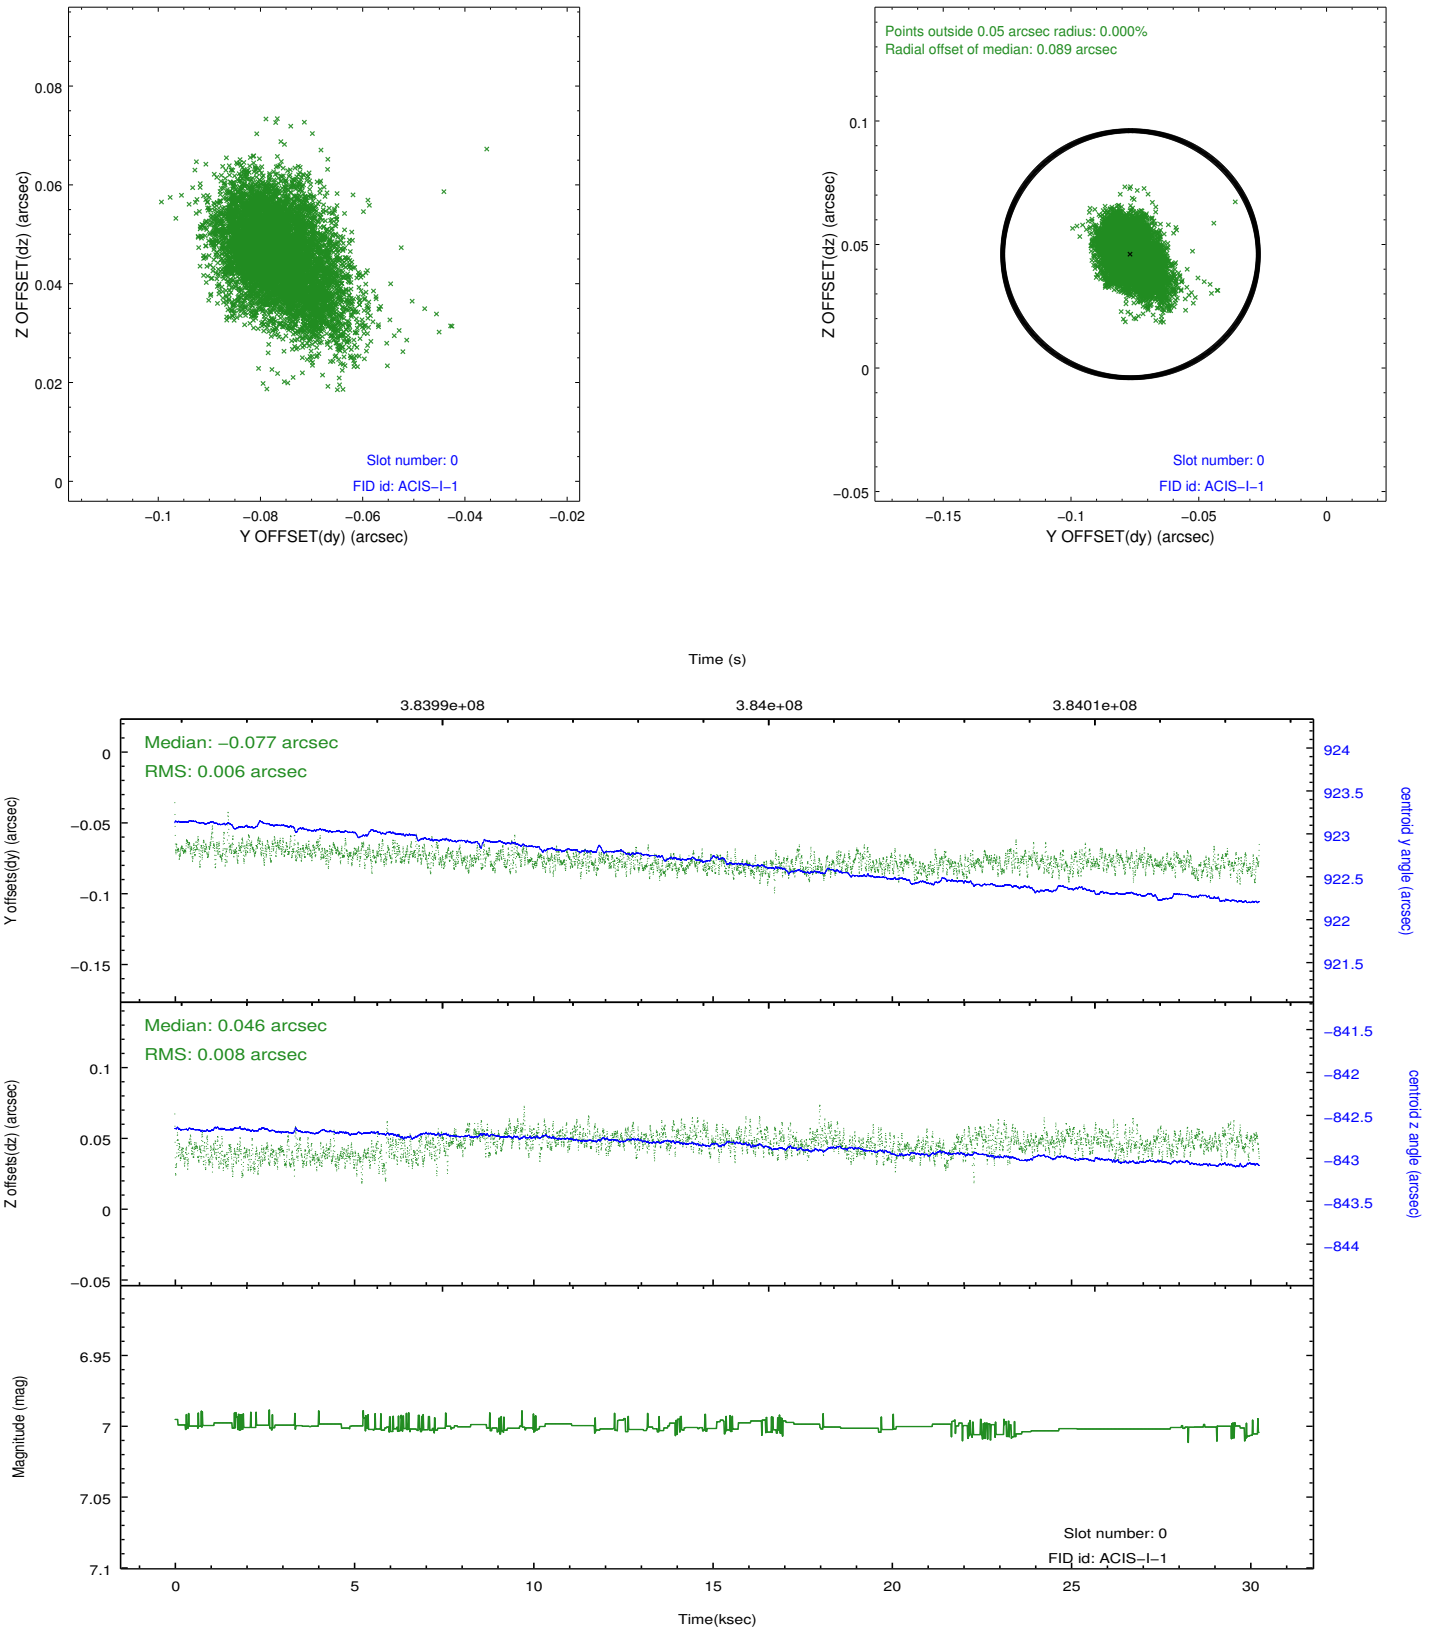 0.08
0.06
0.04
0.02
0
Z OFFSET(dz) (arcsec)
Slot number: 0
FID id: ACIS−I−1
−0.1
−0.08
−0.06
−0.04
−0.02
Y OFFSET(dy) (arcsec)
Points outside 0.05 arcsec radius: 0.000%
Radial offset of median: 0.089 arcsec
0.1
0.05
0
−0.05
Z OFFSET(dz) (arcsec)
Slot number: 0
FID id: ACIS−I−1
−0.15
−0.1
−0.05
0
Y OFFSET(dy) (arcsec)
Time (s)
3.8399e+08
3.84e+08
3.8401e+08
Median: −0.077 arcsec
RMS: 0.006 arcsec
0
−0.05
−0.1
−0.15
Y offsets(dy) (arcsec)
924
923.5
923
922.5
922
921.5
centroid y angle (arcsec)
Median: 0.046 arcsec
RMS: 0.008 arcsec
0.1
0.05
0
−0.05
Z offsets(dz) (arcsec)
−841.5
−842
−842.5
−843
−843.5
−844
centroid z angle (arcsec)
6.95
7
7.05
7.1
Magnitude (mag)
Slot number: 0
FID id: ACIS−I−1
0
5
10
15
20
25
30
Time(ksec)